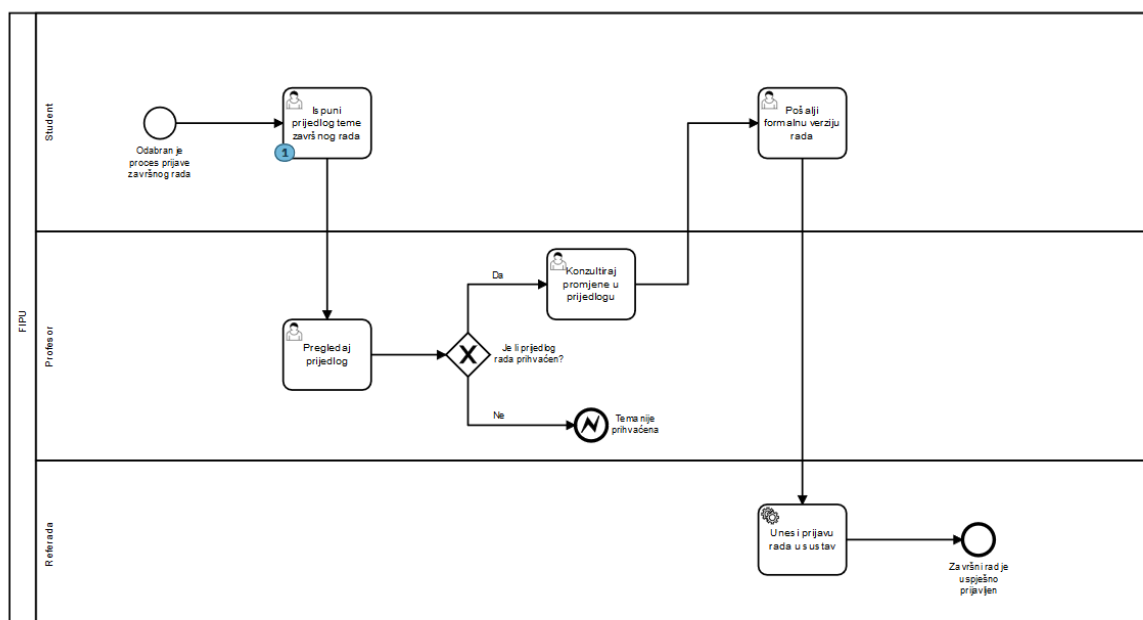 FIPU
Student
Odabran je
proces prijave
završnog rada
Ispuni
prijedlog teme
završnog rada
1
Pošalji
formalnu verziju
rada
Profesor
Pregledaj
prijedlog
Je li prijedlog
rada prihvaćen?
Da
Konzultiraj
promjene u
prijedlogu
Ne
Tema nije
prihvaćena
Referada
Unesi prijavu
rada u sustav
Završni rad je
uspješno
prijavljen